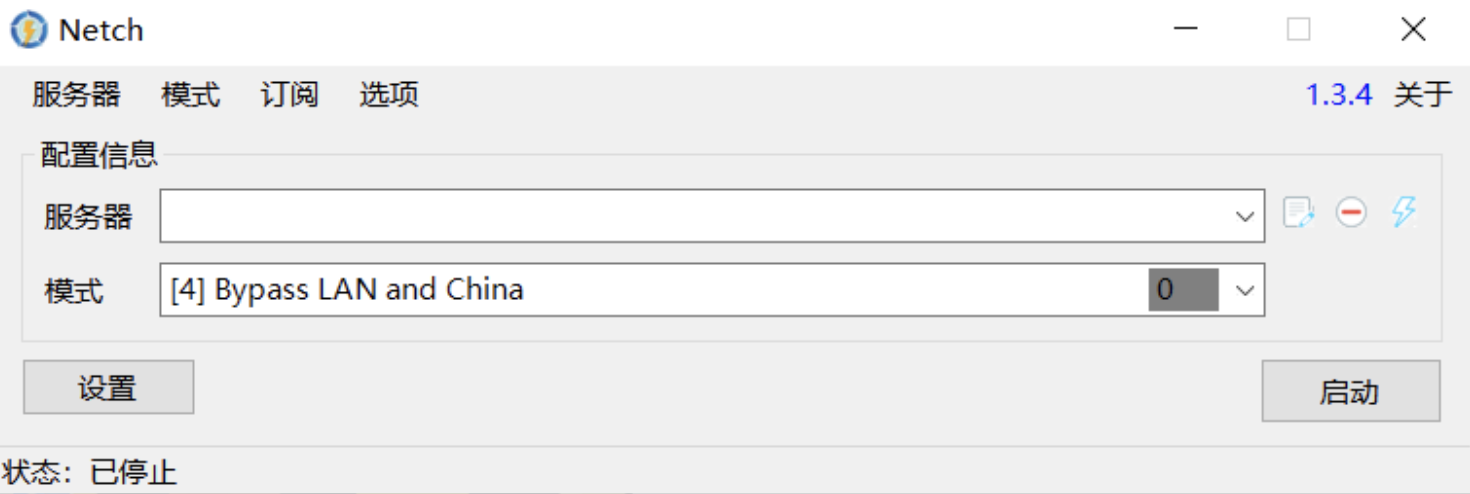 Netch
服务器 模式 订阅 选项 1.3.4 关于
配置信息
服务器
模式 [4] Bypass LAN and China 0
设置 启动
状态：已停止